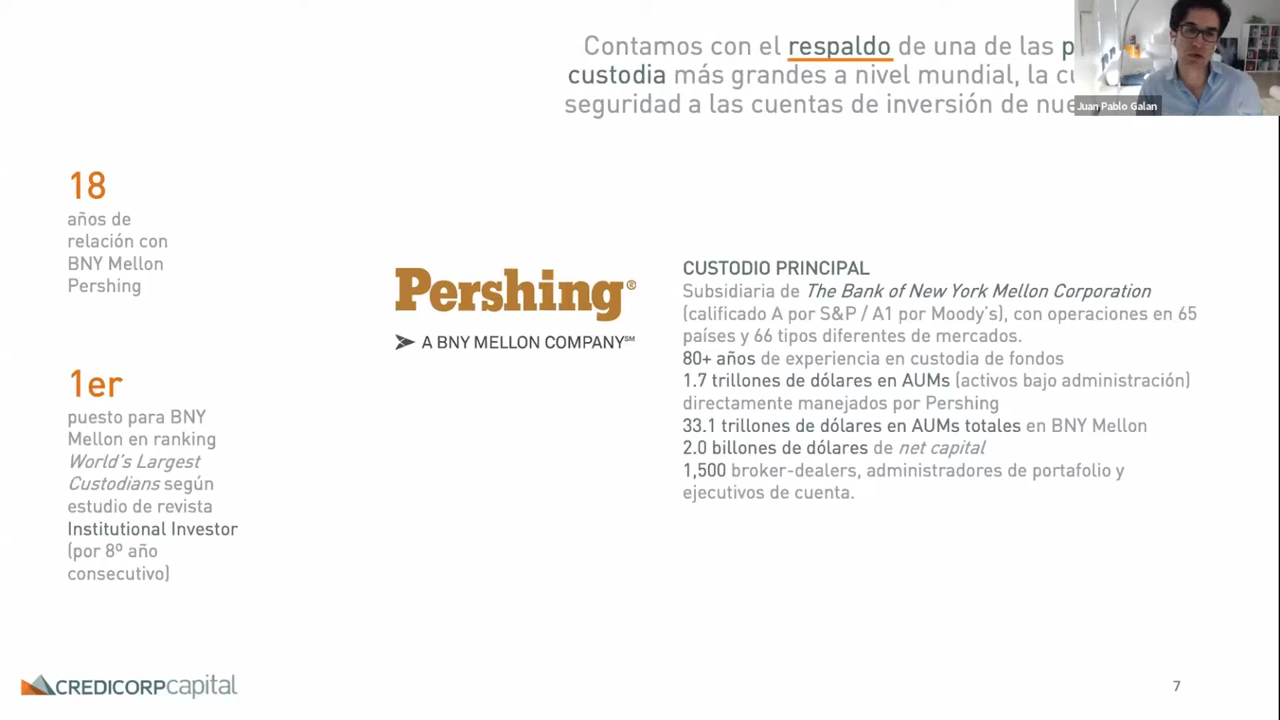 Contamos con el respaldo de una de las
custodia más grandes a nivel mundial, la
seguridad a las cuentas de inversión de
Juan Pablo Galan
18
años de
relación con
BNY Mellon
Pershing
1er
puesto para BNY
Mellon en ranking
World's Largest
Custodians según
estudio de revista
Institutional Investor
(por 8º año
consecutivo)
Pershing®
A BNY MELLON COMPANY℠
CUSTODIO PRINCIPAL
Subsidiaria de The Bank of New York Mellon Corporation
(calificado A por S&P / A1 por Moody's), con operaciones en 65
países y 66 tipos diferentes de mercados.
80+ años de experiencia en custodia de fondos
1.7 trillones de dólares en AUMs (activos bajo administración)
directamente manejados por Pershing
33.1 trillones de dólares en AUMs totales en BNY Mellon
2.0 billones de dólares de net capital
1,500 broker-dealers, administradores de portafolio y
ejecutivos de cuenta.
CREDICORPcapital
7